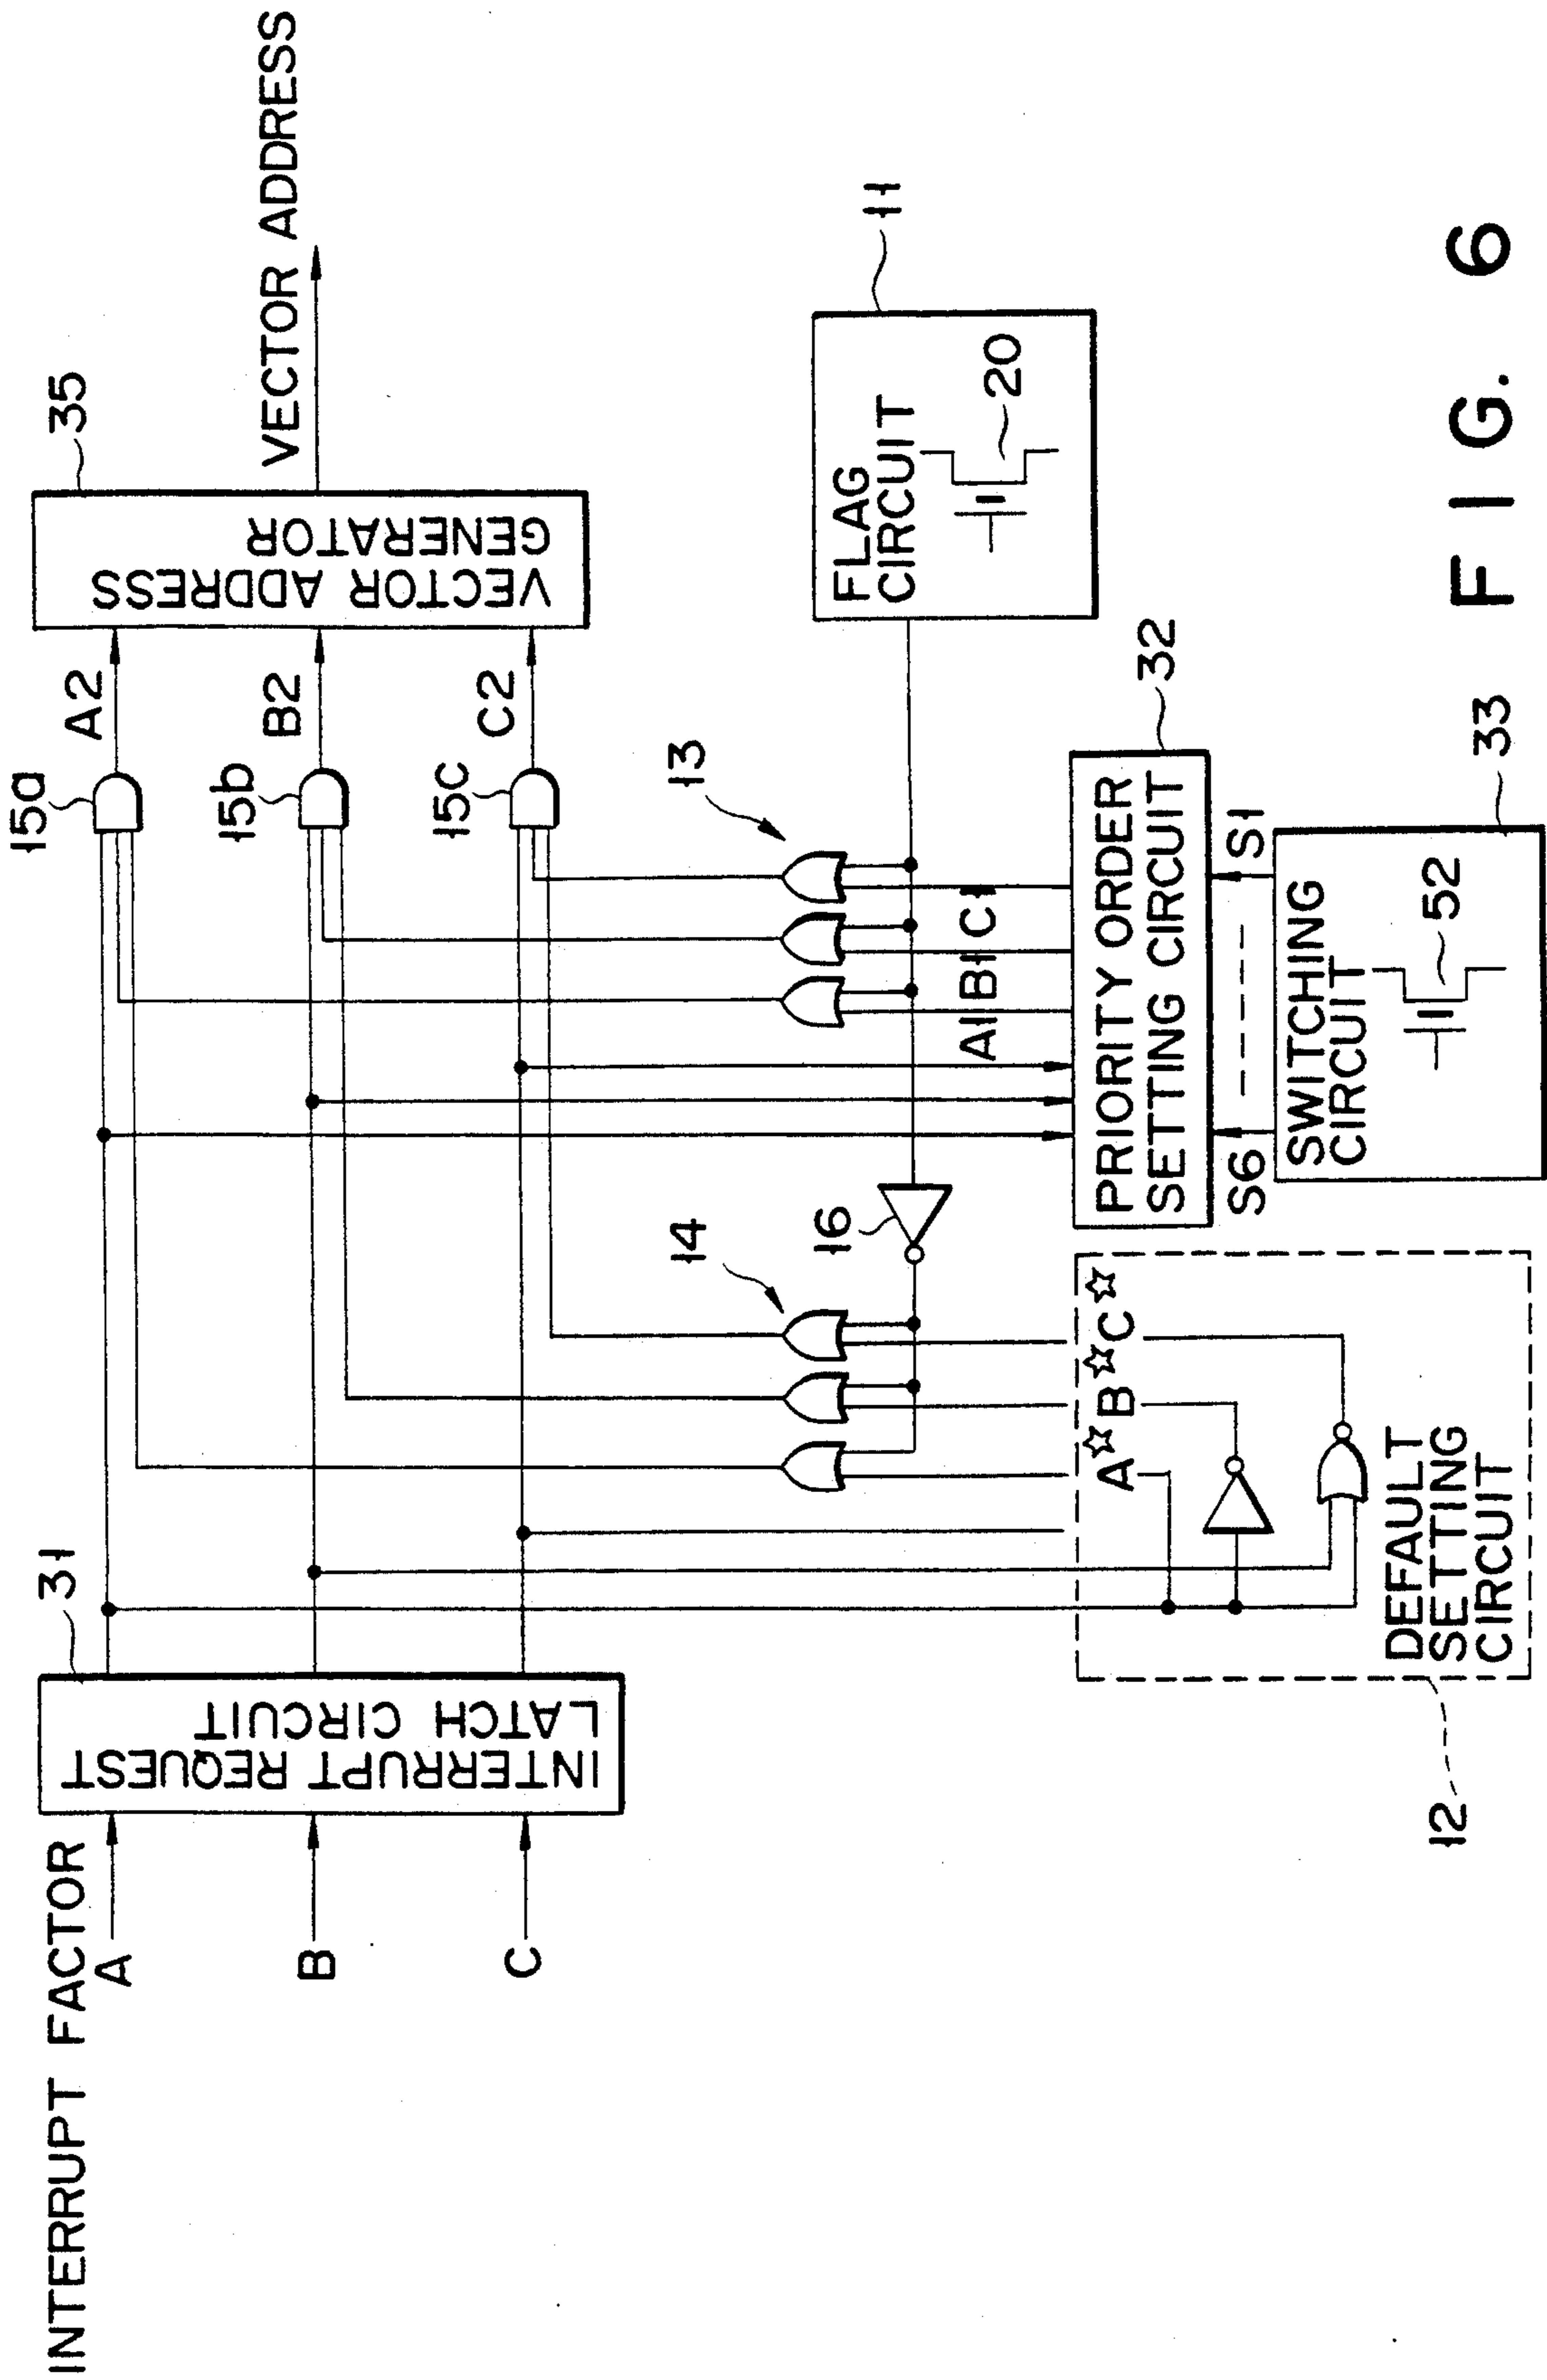 INTERRUPT FACTOR
A
B
C
31
INTERRUPT REQUEST
LATCH CIRCUIT
15a
A2
15b
B2
15c
C2
35
VECTOR ADDRESS
GENERATOR
VECTOR ADDRESS
14
16
13
FLAG
CIRCUIT
20
11
A☆ B☆ C☆
DEFAULT
SETTING
CIRCUIT
12
A1 B1 C1
PRIORITY ORDER
SETTING CIRCUIT
32
S6
S1
SWITCHING
CIRCUIT
52
33
FIG. 6